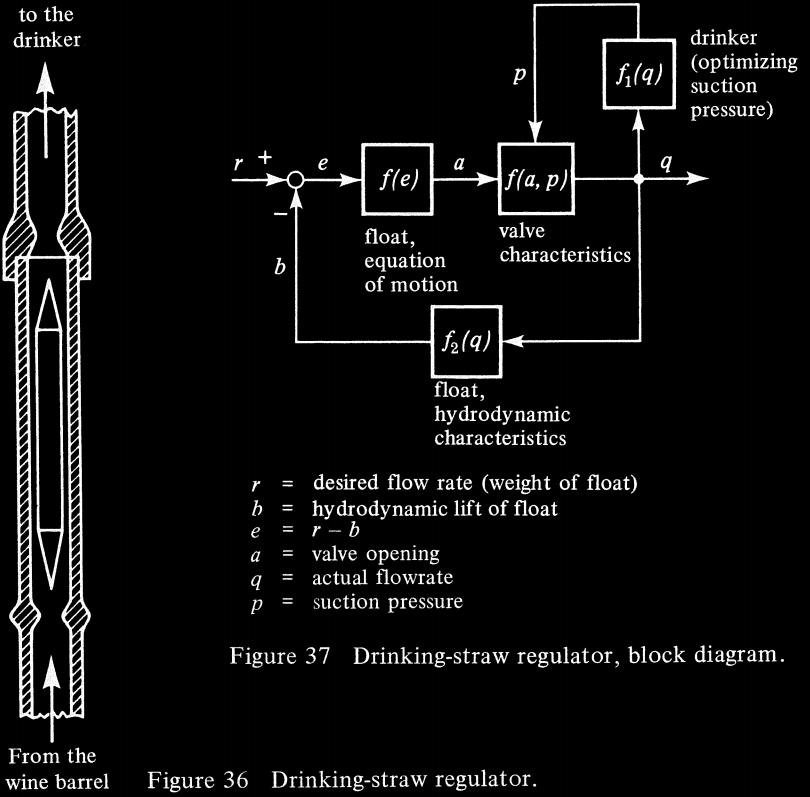 to the
drinker
From the
wine barrel
Figure 36 Drinking-straw regulator.
p
f₁(q)
drinker
(optimizing
suction
pressure)
r + e f(e) a f(a, p) q
−
b
float,
equation
of motion
valve
characteristics
f₂(q)
float,
hydrodynamic
characteristics
r = desired flow rate (weight of float)
b = hydrodynamic lift of float
e = r − b
a = valve opening
q = actual flowrate
p = suction pressure
Figure 37 Drinking-straw regulator, block diagram.